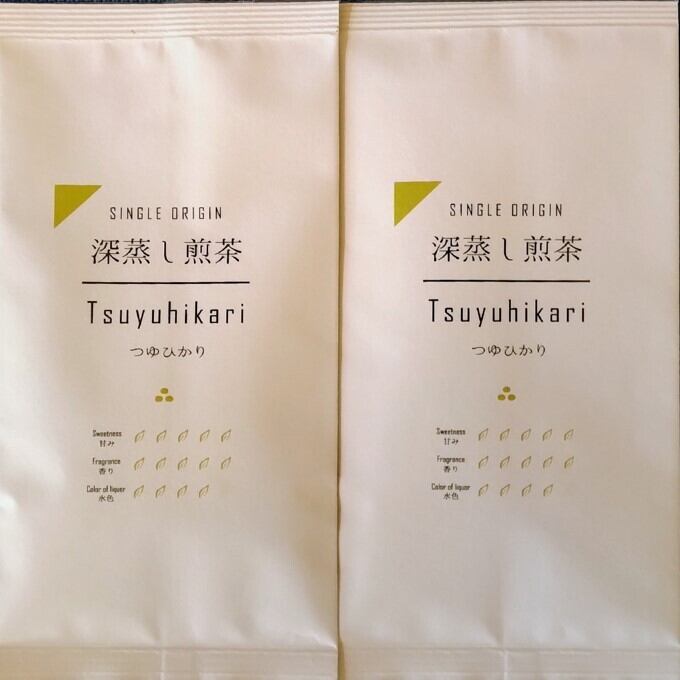 SINGLE ORIGIN
深蒸し煎茶
Tsuyuhikari
つゆひかり
Sweetness
甘み
Fragrance
香り
Color of liquor
水色
SINGLE ORIGIN
深蒸し煎茶
Tsuyuhikari
つゆひかり
Sweetness
甘み
Fragrance
香り
Color of liquor
水色